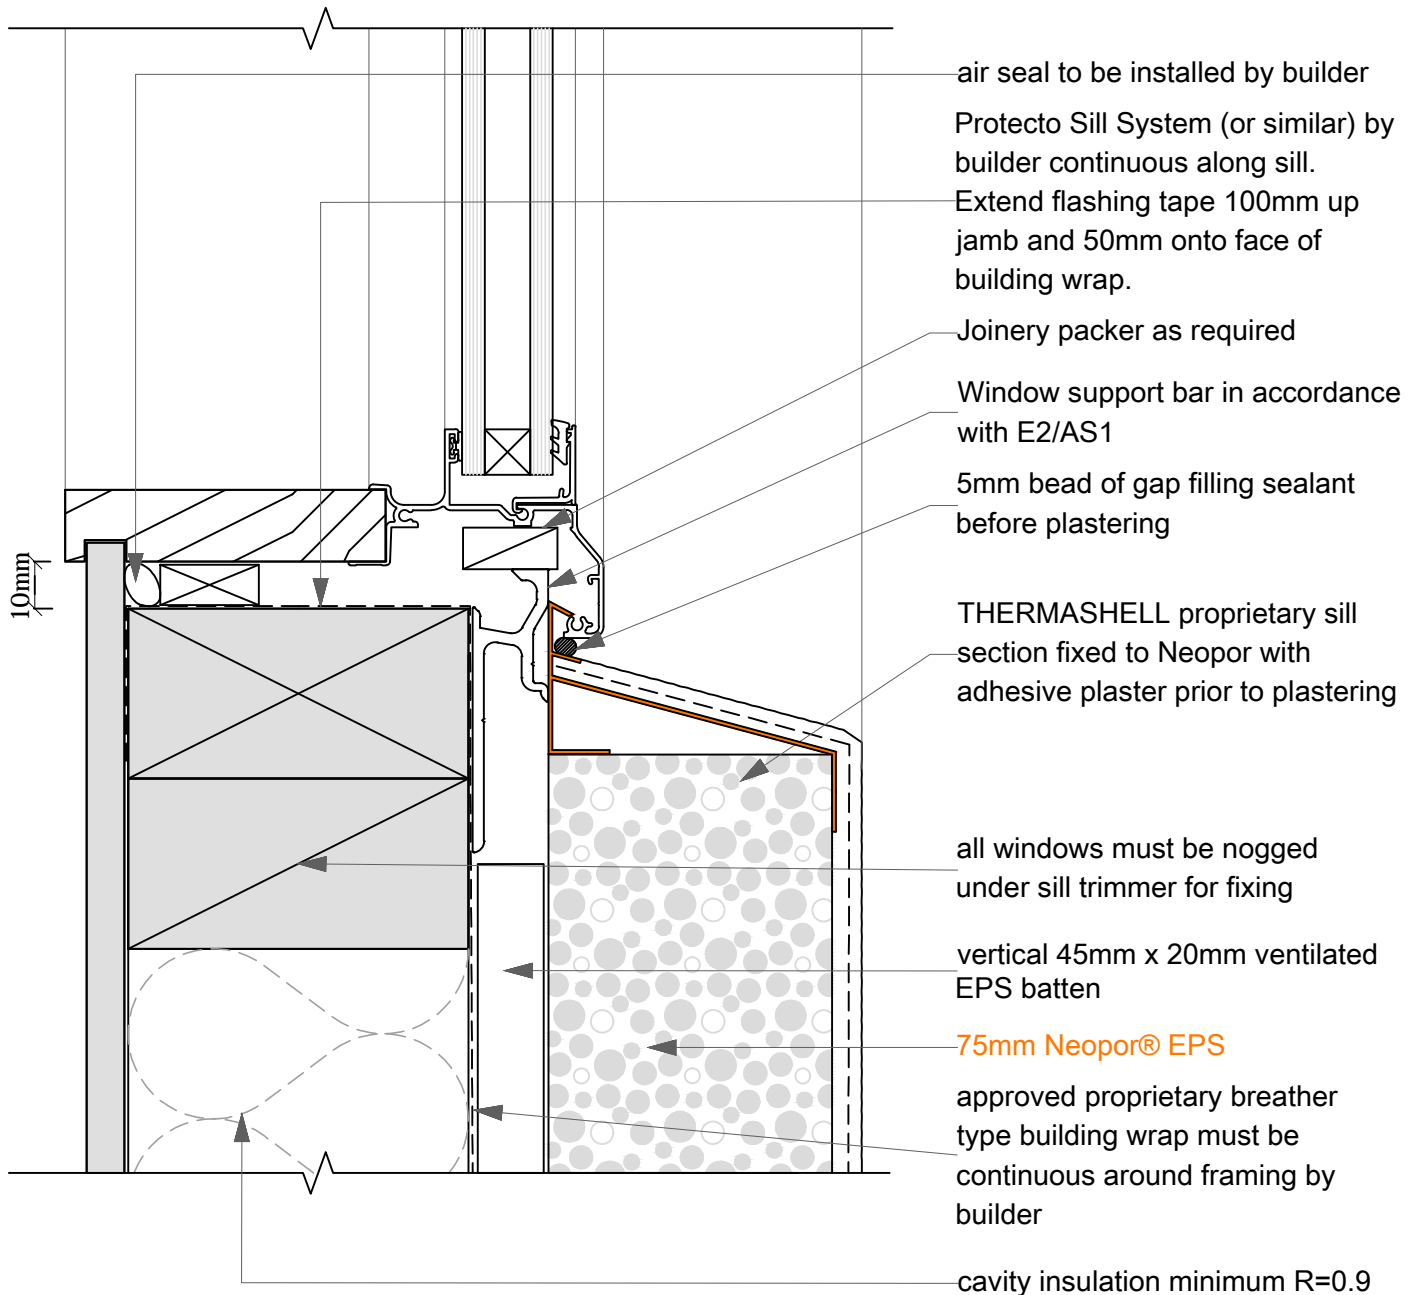 air seal to be installed by builder
Protecto Sill System (or similar) by
builder continuous along sill.
Extend flashing tape 100mm up
jamb and 50mm onto face of
building wrap.
Joinery packer as required
Window support bar in accordance
with E2/AS1
5mm bead of gap filling sealant
before plastering
10mm
THERMASHELL proprietary sill
section fixed to Neopor with
adhesive plaster prior to plastering
all windows must be nogged
under sill trimmer for fixing
vertical 45mm x 20mm ventilated
EPS batten
75mm Neopor® EPS
approved proprietary breather
type building wrap must be
continuous around framing by
builder
cavity insulation minimum R=0.9